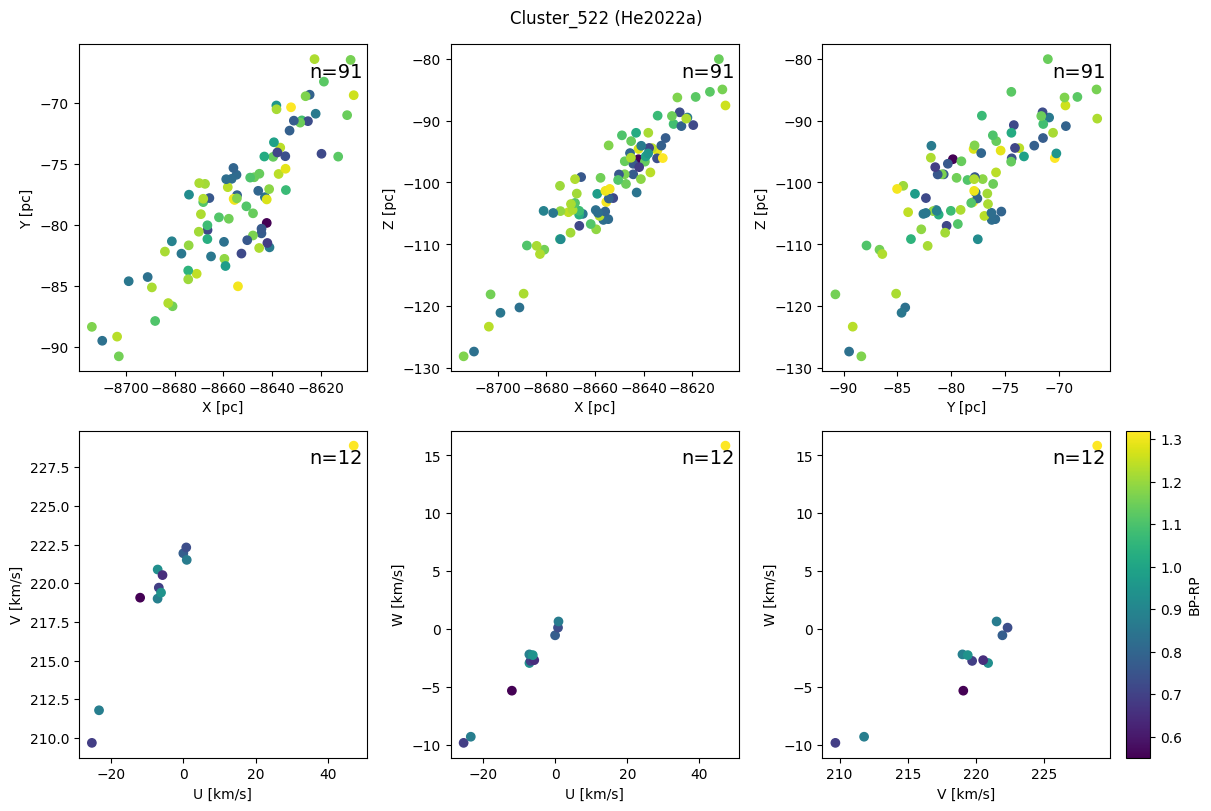 Cluster_522 (He2022a)
n=91
n=91
n=91
−70
−75
−80
−85
−90
Y [pc]
−8700 −8680 −8660 −8640 −8620
X [pc]
−80
−90
−100
−110
−120
−130
Z [pc]
−8700 −8680 −8660 −8640 −8620
X [pc]
−80
−90
−100
−110
−120
−130
Z [pc]
−90 −85 −80 −75 −70
Y [pc]
n=12
n=12
n=12
227.5
225.0
222.5
220.0
217.5
215.0
212.5
210.0
V [km/s]
−20 0 20 40
U [km/s]
15
10
5
0
−5
−10
W [km/s]
−20 0 20 40
U [km/s]
15
10
5
0
−5
−10
W [km/s]
210 215 220 225
V [km/s]
1.3
1.2
1.1
1.0
0.9
0.8
0.7
0.6
BP-RP